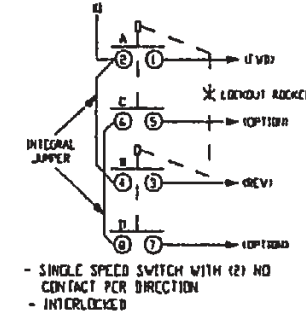 A
2 1
(FWD)
* LOCKOUT ROCKER
C
6 5
(OPTION)
INTEGRAL
JUMPER
B
4 3
(REV)
D
8 7
(OPTION)
- SINGLE SPEED SWITCH WITH (2) NO
CONTACT PER DIRECTION
- INTERLOCKED